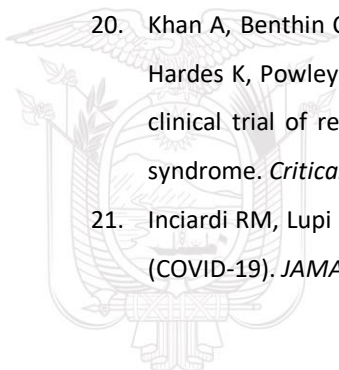 20. Khan A, Benthin
Hardes K, Powley
clinical trial of re
syndrome. Critica
21. Inciardi RM, Lupi
(COVID-19). JAMA